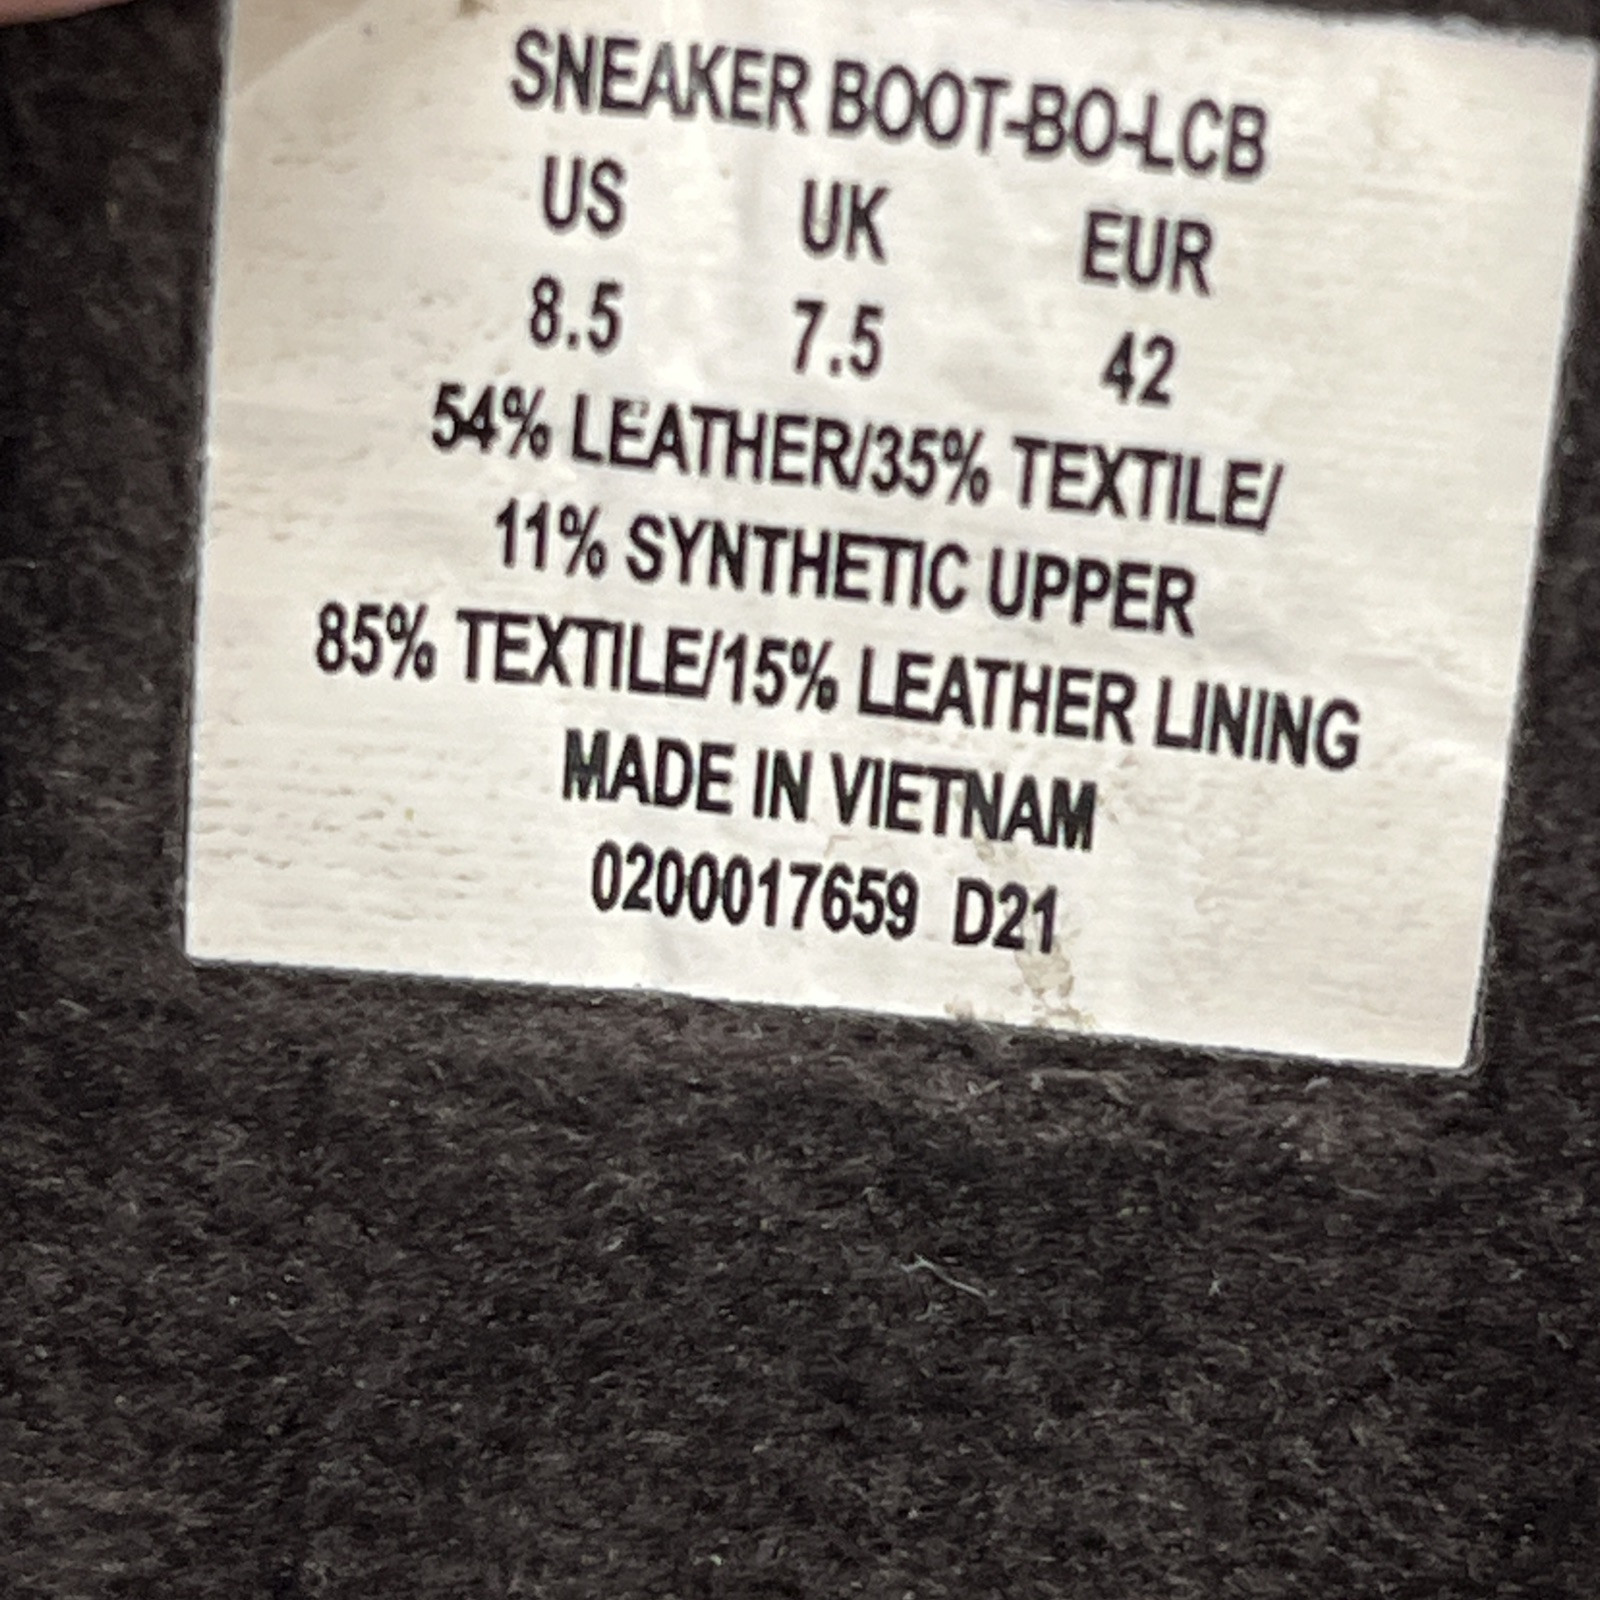 SNEAKER BOOT-BO-LCB
US UK EUR
8.5 7.5 42
54% LEATHER/35% TEXTILE/
11% SYNTHETIC UPPER
85% TEXTILE/15% LEATHER LINING
MADE IN VIETNAM
0200017659 D21